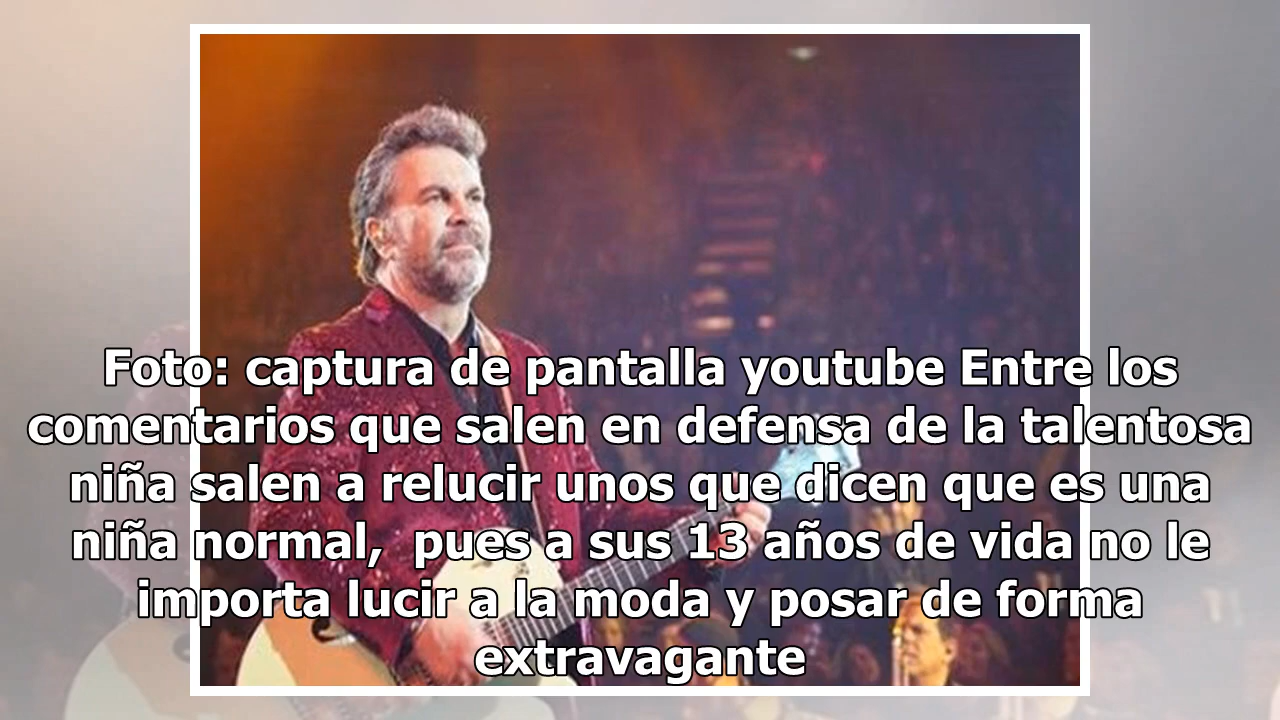 Foto: captura de pantalla youtube Entre los
comentarios que salen en defensa de la talentosa
niña salen a relucir unos que dicen que es una
niña normal,  pues a sus 13 años de vida no le
importa lucir a la moda y posar de forma
extravagante